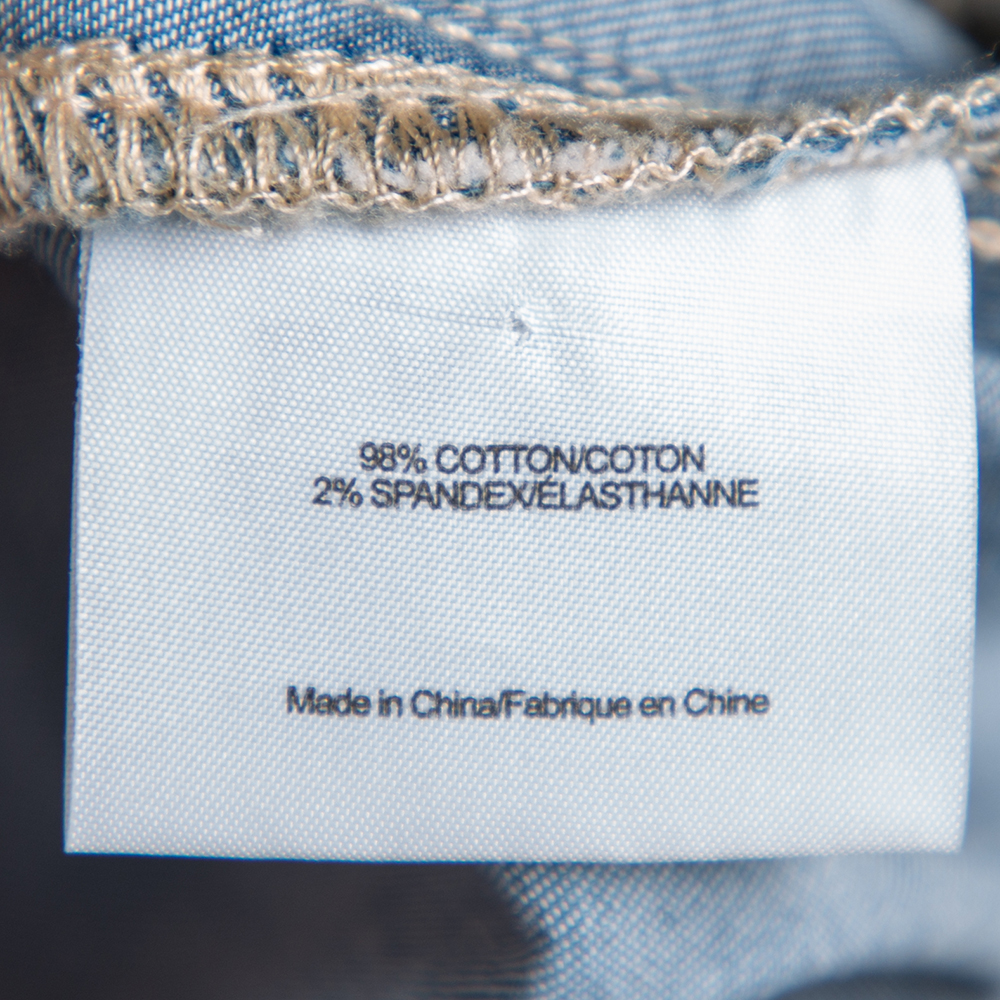 98% COTTON/COTON
2% SPANDEX/ÉLASTHANNE
Made in China/Fabrique en Chine